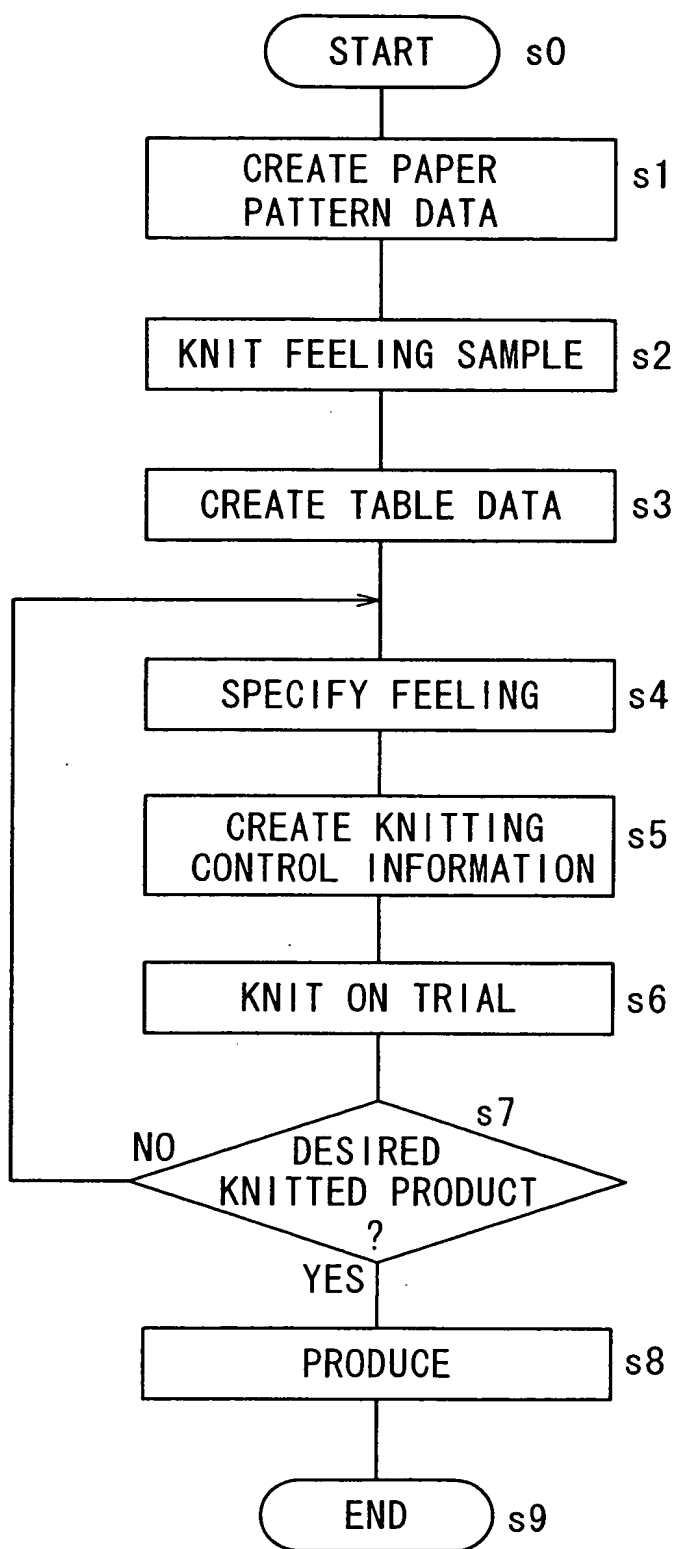 START s0
CREATE PAPER s1
PATTERN DATA
KNIT FEELING SAMPLE s2
CREATE TABLE DATA s3
SPECIFY FEELING s4
CREATE KNITTING s5
CONTROL INFORMATION
KNIT ON TRIAL s6
s7
NO DESIRED
KNITTED PRODUCT
?
YES
PRODUCE s8
END s9